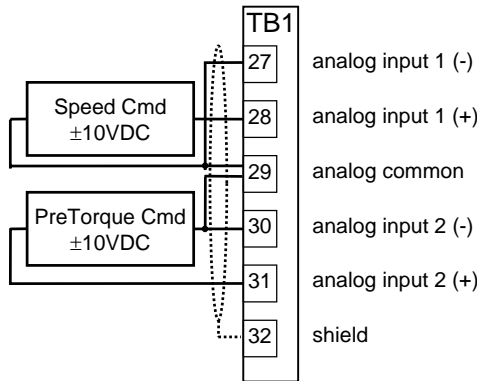 TB1
27 analog input 1 (-)
Speed Cmd
±10VDC
28 analog input 1 (+)
29 analog common
PreTorque Cmd
±10VDC
30 analog input 2 (-)
31 analog input 2 (+)
32 shield